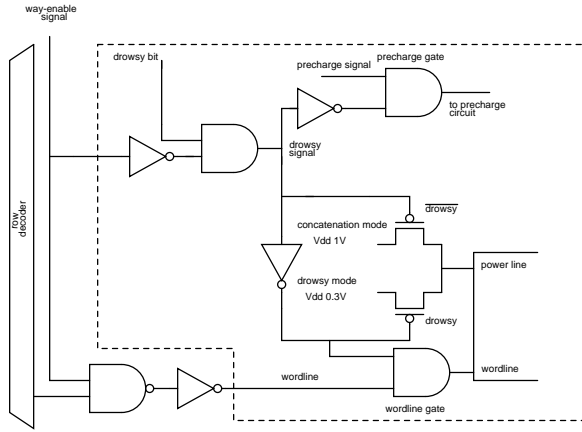 way-enable
signal
drowsy bit
precharge gate
precharge signal
to precharge
circuit
drowsy
signal
row
decoder
drowsy
concatenation mode
Vdd 1V
power line
drowsy mode
Vdd 0.3V
drowsy
wordline
wordline
wordline gate